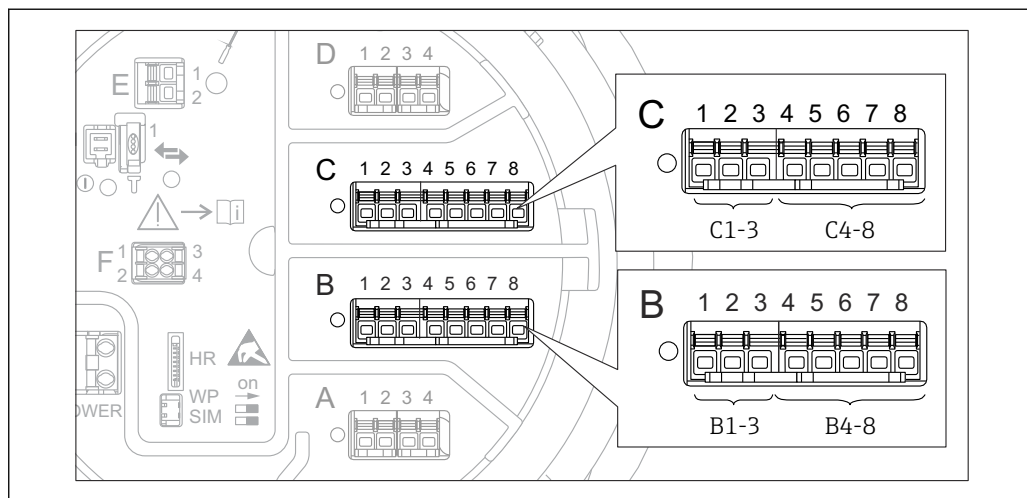 D 1 2 3 4
E 1
2
1
C 1 2 3 4 5 6 7 8
C 1 2 3 4 5 6 7 8
C1-3 C4-8
i
F 1 3
2 4
B 1 2 3 4 5 6 7 8
B 1 2 3 4 5 6 7 8
B1-3 B4-8
HR
WP on
SIM
OWER
A 1 2 3 4